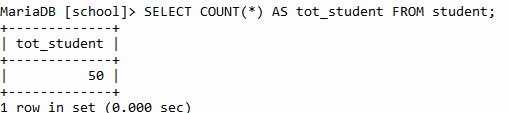 MariaDB [school]> SELECT COUNT(*) AS tot_student FROM student;
+-------------+
| tot_student |
+-------------+
|          50 |
+-------------+
1 row in set (0.000 sec)